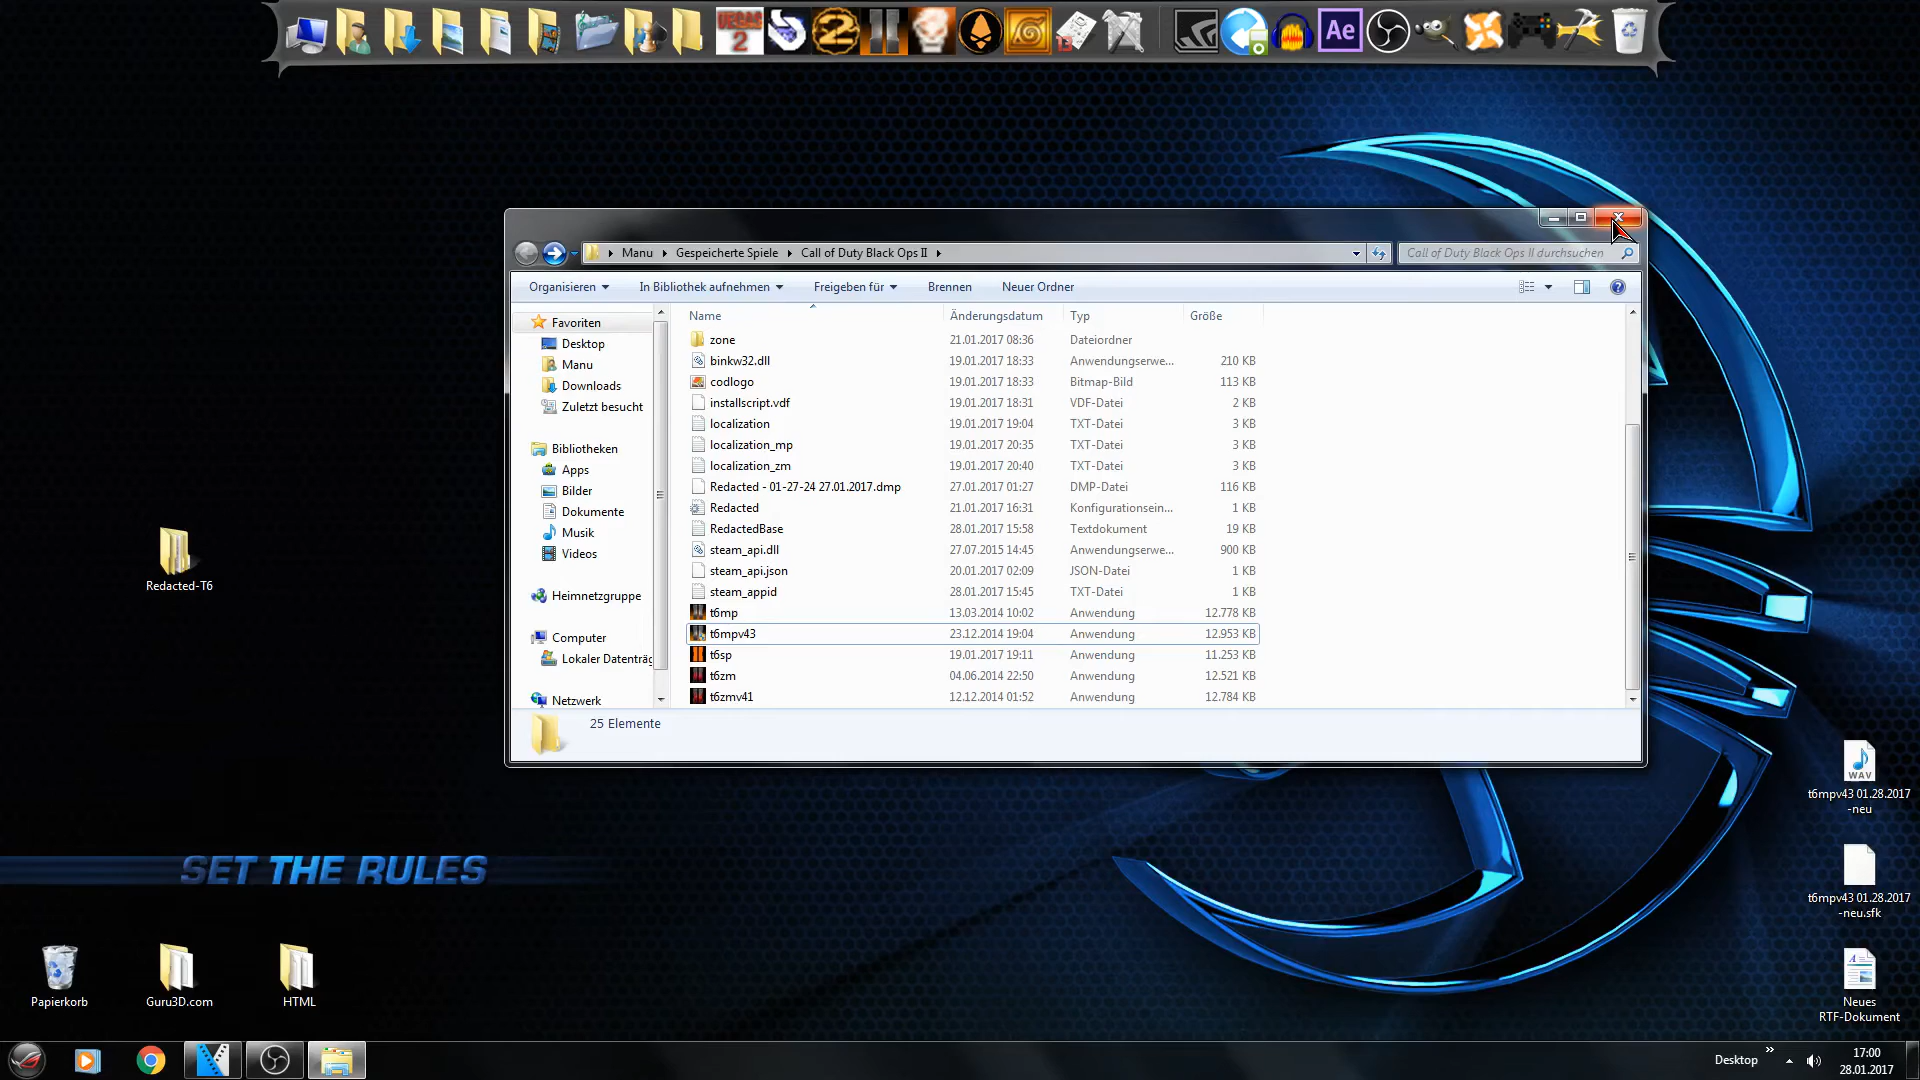 VEGAS
2
2
13
Ae
Manu
Gespeicherte Spiele
Call of Duty Black Ops II
Call of Duty Black Ops II durchsuchen
Organisieren
In Bibliothek aufnehmen
Freigeben für
Brennen
Neuer Ordner
Name
Änderungsdatum
Typ
Größe
Favoriten
Desktop
Manu
Downloads
Zuletzt besucht
Bibliotheken
Apps
Bilder
Dokumente
Musik
Videos
Heimnetzgruppe
Computer
Lokaler Datenträg
Netzwerk
zone 21.01.2017 08:36 Dateiordner
binkw32.dll 19.01.2017 18:33 Anwendungserwe... 210 KB
codlogo 19.01.2017 18:33 Bitmap-Bild 113 KB
installscript.vdf 19.01.2017 18:31 VDF-Datei 2 KB
localization 19.01.2017 19:04 TXT-Datei 3 KB
localization_mp 19.01.2017 20:35 TXT-Datei 3 KB
localization_zm 19.01.2017 20:40 TXT-Datei 3 KB
Redacted - 01-27-24 27.01.2017.dmp 27.01.2017 01:27 DMP-Datei 116 KB
Redacted 21.01.2017 16:31 Konfigurationsein... 1 KB
RedactedBase 28.01.2017 15:58 Textdokument 19 KB
steam_api.dll 27.07.2015 14:45 Anwendungserwe... 900 KB
steam_api.json 20.01.2017 02:09 JSON-Datei 1 KB
steam_appid 28.01.2017 15:45 TXT-Datei 1 KB
t6mp 13.03.2014 10:02 Anwendung 12.778 KB
t6mpv43 23.12.2014 19:04 Anwendung 12.953 KB
t6sp 19.01.2017 19:11 Anwendung 11.253 KB
t6zm 04.06.2014 22:50 Anwendung 12.521 KB
t6zmv41 12.12.2014 01:52 Anwendung 12.784 KB
25 Elemente
Redacted-T6
SET THE RULES
Papierkorb
Guru3D.com
HTML
WAV
t6mpv43 01.28.2017
-neu
t6mpv43 01.28.2017
-neu.sfk
Neues
RTF-Dokument
Desktop
17:00
28.01.2017